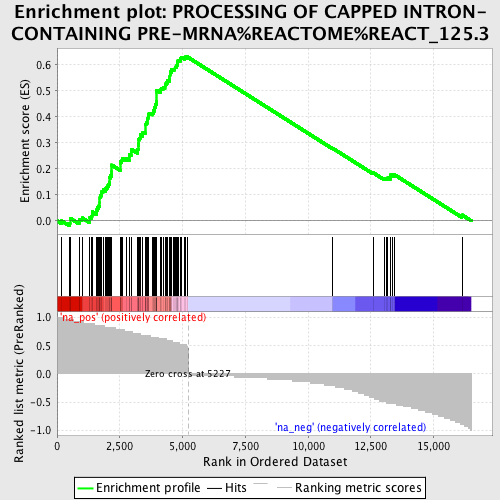 Enrichment plot: PROCESSING OF CAPPED INTRON-
CONTAINING PRE-MRNA%REACTOME%REACT_125.3
Enrichment score (ES)
0.6
0.5
0.4
0.3
0.2
0.1
0.0
Ranked list metric (PreRanked)
1.0
0.5
0.0
-0.5
-1.0
'na_pos' (positively correlated)
Zero cross at 5227
'na_neg' (negatively correlated)
0 2,500 5,000 7,500 10,000 12,500 15,000
Rank in Ordered Dataset
Enrichment profile Hits Ranking metric scores